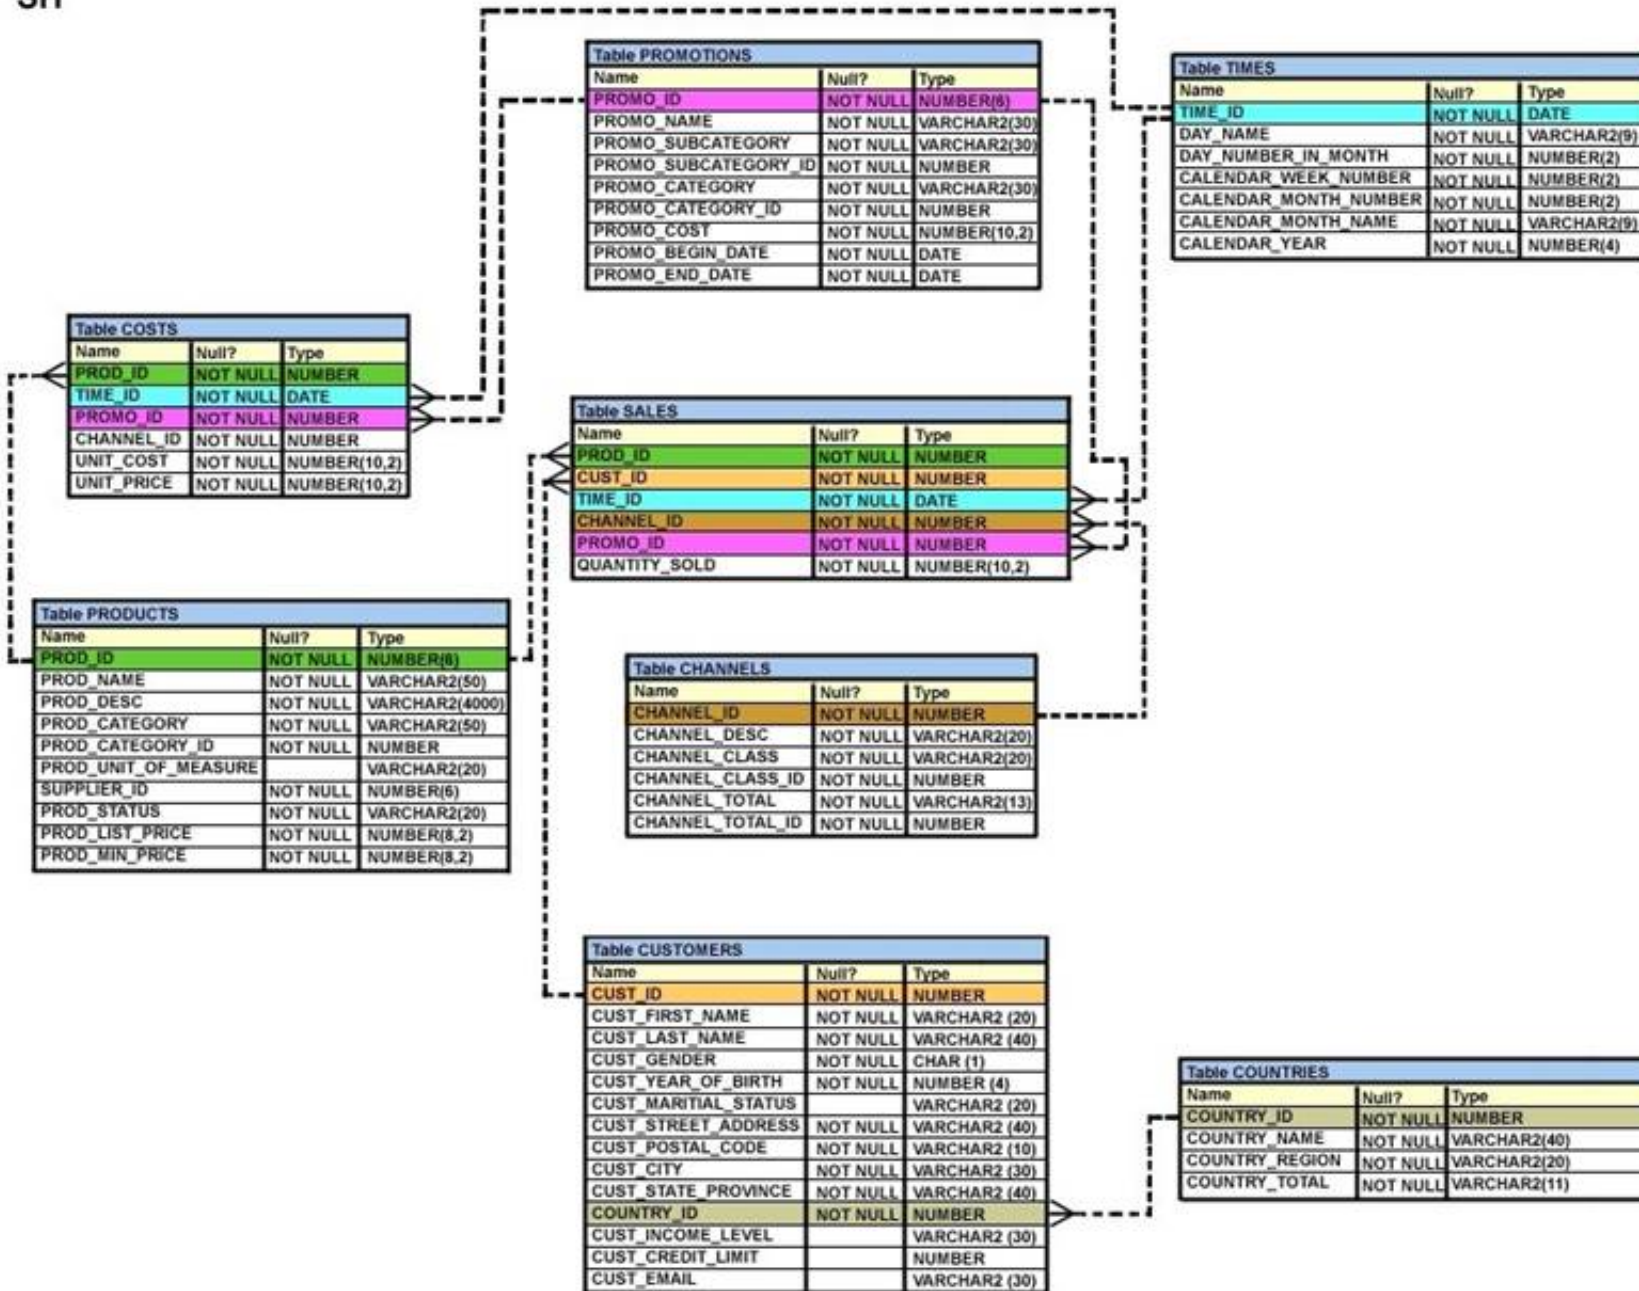 SH
Table PROMOTIONS
Name Null? Type
PROMO_ID NOT NULL NUMBER(6)
PROMO_NAME NOT NULL VARCHAR2(30)
PROMO_SUBCATEGORY NOT NULL VARCHAR2(30)
PROMO_SUBCATEGORY_ID NOT NULL NUMBER
PROMO_CATEGORY NOT NULL VARCHAR2(30)
PROMO_CATEGORY_ID NOT NULL NUMBER
PROMO_COST NOT NULL NUMBER(10,2)
PROMO_BEGIN_DATE NOT NULL DATE
PROMO_END_DATE NOT NULL DATE
Table TIMES
Name Null? Type
TIME_ID NOT NULL DATE
DAY_NAME NOT NULL VARCHAR2(9)
DAY_NUMBER_IN_MONTH NOT NULL NUMBER(2)
CALENDAR_WEEK_NUMBER NOT NULL NUMBER(2)
CALENDAR_MONTH_NUMBER NOT NULL NUMBER(2)
CALENDAR_MONTH_NAME NOT NULL VARCHAR2(9)
CALENDAR_YEAR NOT NULL NUMBER(4)
Table COSTS
Name Null? Type
PROD_ID NOT NULL NUMBER
TIME_ID NOT NULL DATE
PROMO_ID NOT NULL NUMBER
CHANNEL_ID NOT NULL NUMBER
UNIT_COST NOT NULL NUMBER(10,2)
UNIT_PRICE NOT NULL NUMBER(10,2)
Table SALES
Name Null? Type
PROD_ID NOT NULL NUMBER
CUST_ID NOT NULL NUMBER
TIME_ID NOT NULL DATE
CHANNEL_ID NOT NULL NUMBER
PROMO_ID NOT NULL NUMBER
QUANTITY_SOLD NOT NULL NUMBER(10,2)
Table PRODUCTS
Name Null? Type
PROD_ID NOT NULL NUMBER(6)
PROD_NAME NOT NULL VARCHAR2(50)
PROD_DESC NOT NULL VARCHAR2(4000)
PROD_CATEGORY NOT NULL VARCHAR2(50)
PROD_CATEGORY_ID NOT NULL NUMBER
PROD_UNIT_OF_MEASURE VARCHAR2(20)
SUPPLIER_ID NOT NULL NUMBER(6)
PROD_STATUS NOT NULL VARCHAR2(20)
PROD_LIST_PRICE NOT NULL NUMBER(8,2)
PROD_MIN_PRICE NOT NULL NUMBER(8,2)
Table CHANNELS
Name Null? Type
CHANNEL_ID NOT NULL NUMBER
CHANNEL_DESC NOT NULL VARCHAR2(20)
CHANNEL_CLASS NOT NULL VARCHAR2(20)
CHANNEL_CLASS_ID NOT NULL NUMBER
CHANNEL_TOTAL NOT NULL VARCHAR2(13)
CHANNEL_TOTAL_ID NOT NULL NUMBER
Table CUSTOMERS
Name Null? Type
CUST_ID NOT NULL NUMBER
CUST_FIRST_NAME NOT NULL VARCHAR2 (20)
CUST_LAST_NAME NOT NULL VARCHAR2 (40)
CUST_GENDER NOT NULL CHAR (1)
CUST_YEAR_OF_BIRTH NOT NULL NUMBER (4)
CUST_MARITIAL_STATUS VARCHAR2 (20)
CUST_STREET_ADDRESS NOT NULL VARCHAR2 (40)
CUST_POSTAL_CODE NOT NULL VARCHAR2 (10)
CUST_CITY NOT NULL VARCHAR2 (30)
CUST_STATE_PROVINCE NOT NULL VARCHAR2 (40)
COUNTRY_ID NOT NULL NUMBER
CUST_INCOME_LEVEL VARCHAR2 (30)
CUST_CREDIT_LIMIT NUMBER
CUST_EMAIL VARCHAR2 (30)
Table COUNTRIES
Name Null? Type
COUNTRY_ID NOT NULL NUMBER
COUNTRY_NAME NOT NULL VARCHAR2(40)
COUNTRY_REGION NOT NULL VARCHAR2(20)
COUNTRY_TOTAL NOT NULL VARCHAR2(11)